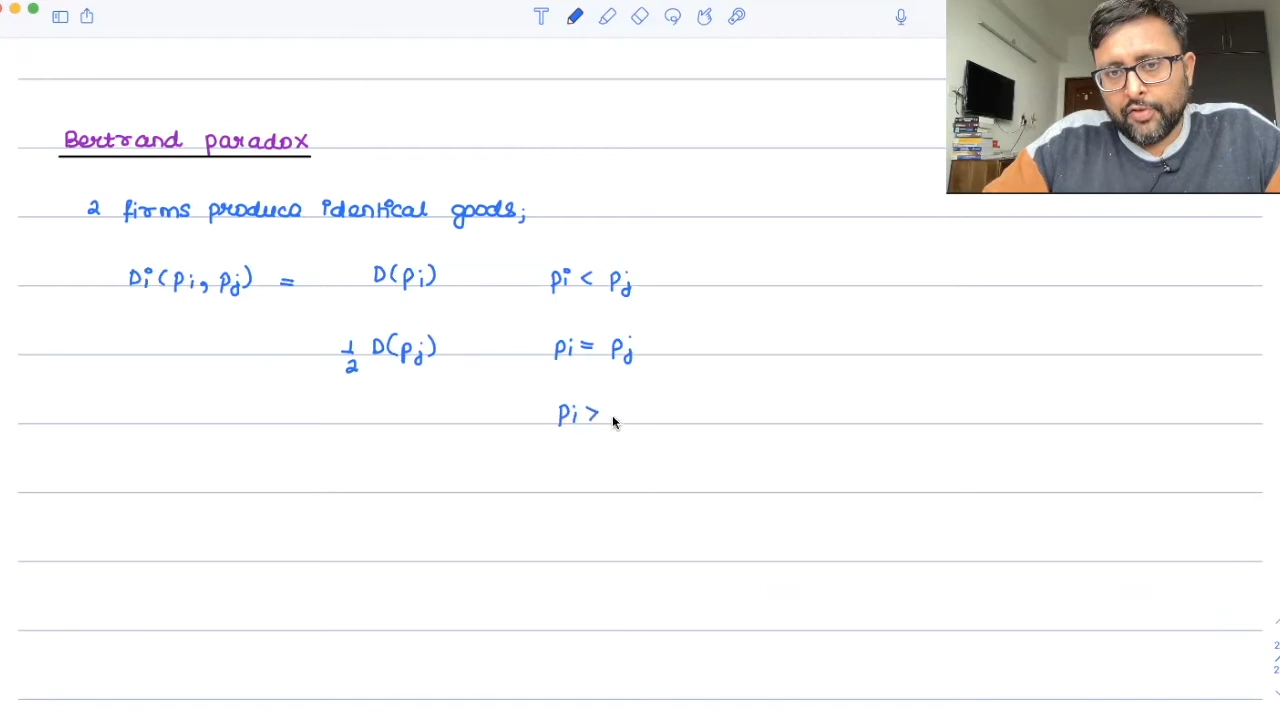 Bertrand paradox
2 firms produce identical goods;
Di(pi, pj) = D(pi) pi < pj
1/2 D(pj) pi = pj
pi >